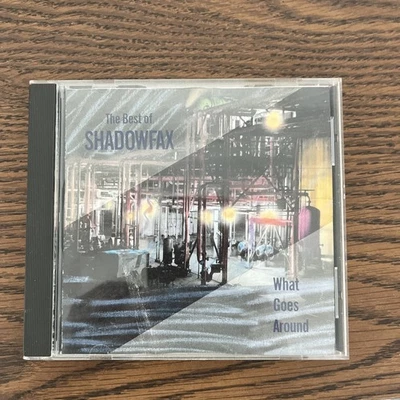 The Best of
SHADOWFAX
What
Goes
Around